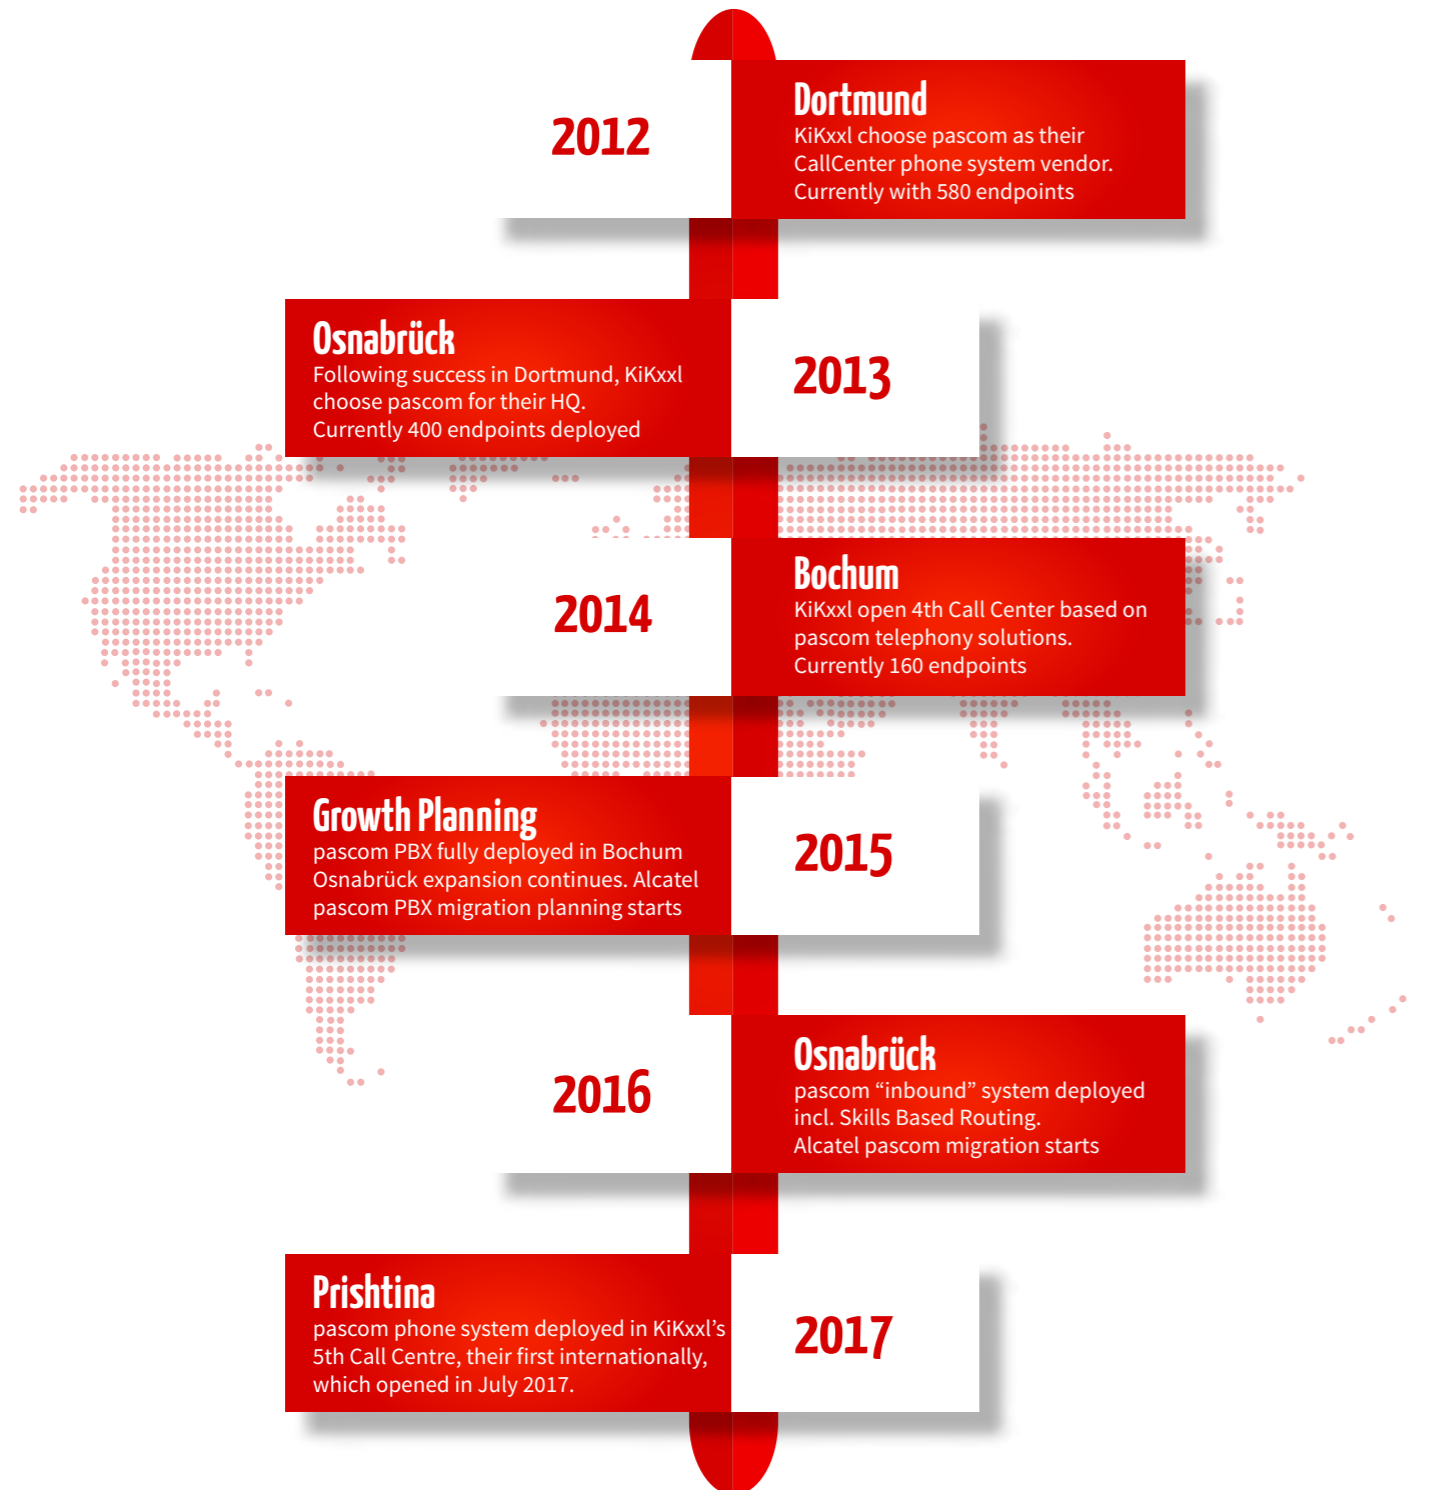 2012
Dortmund
KiKxxl choose pascom as their
CallCenter phone system vendor.
Currently with 580 endpoints
Osnabrück
Following success in Dortmund, KiKxxl
choose pascom for their HQ.
Currently 400 endpoints deployed
2013
2014
Bochum
KiKxxl open 4th Call Center based on
pascom telephony solutions.
Currently 160 endpoints
Growth Planning
pascom PBX fully deployed in Bochum
Osnabrück expansion continues. Alcatel
pascom PBX migration planning starts
2015
2016
Osnabrück
pascom “inbound” system deployed
incl. Skills Based Routing.
Alcatel pascom migration starts
Prishtina
pascom phone system deployed in KiKxxl’s
5th Call Centre, their first internationally,
which opened in July 2017.
2017